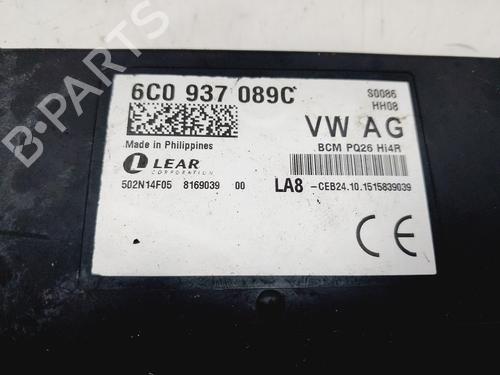 6C0 937 089C
S0086
HH08
VW AG
Made in Philippines
BCM PQ26 Hi4R
LEAR
CORPORATION
502N14F05 8169039 00
LA8 -CEB24.10.1515839039
CE
B-PARTS